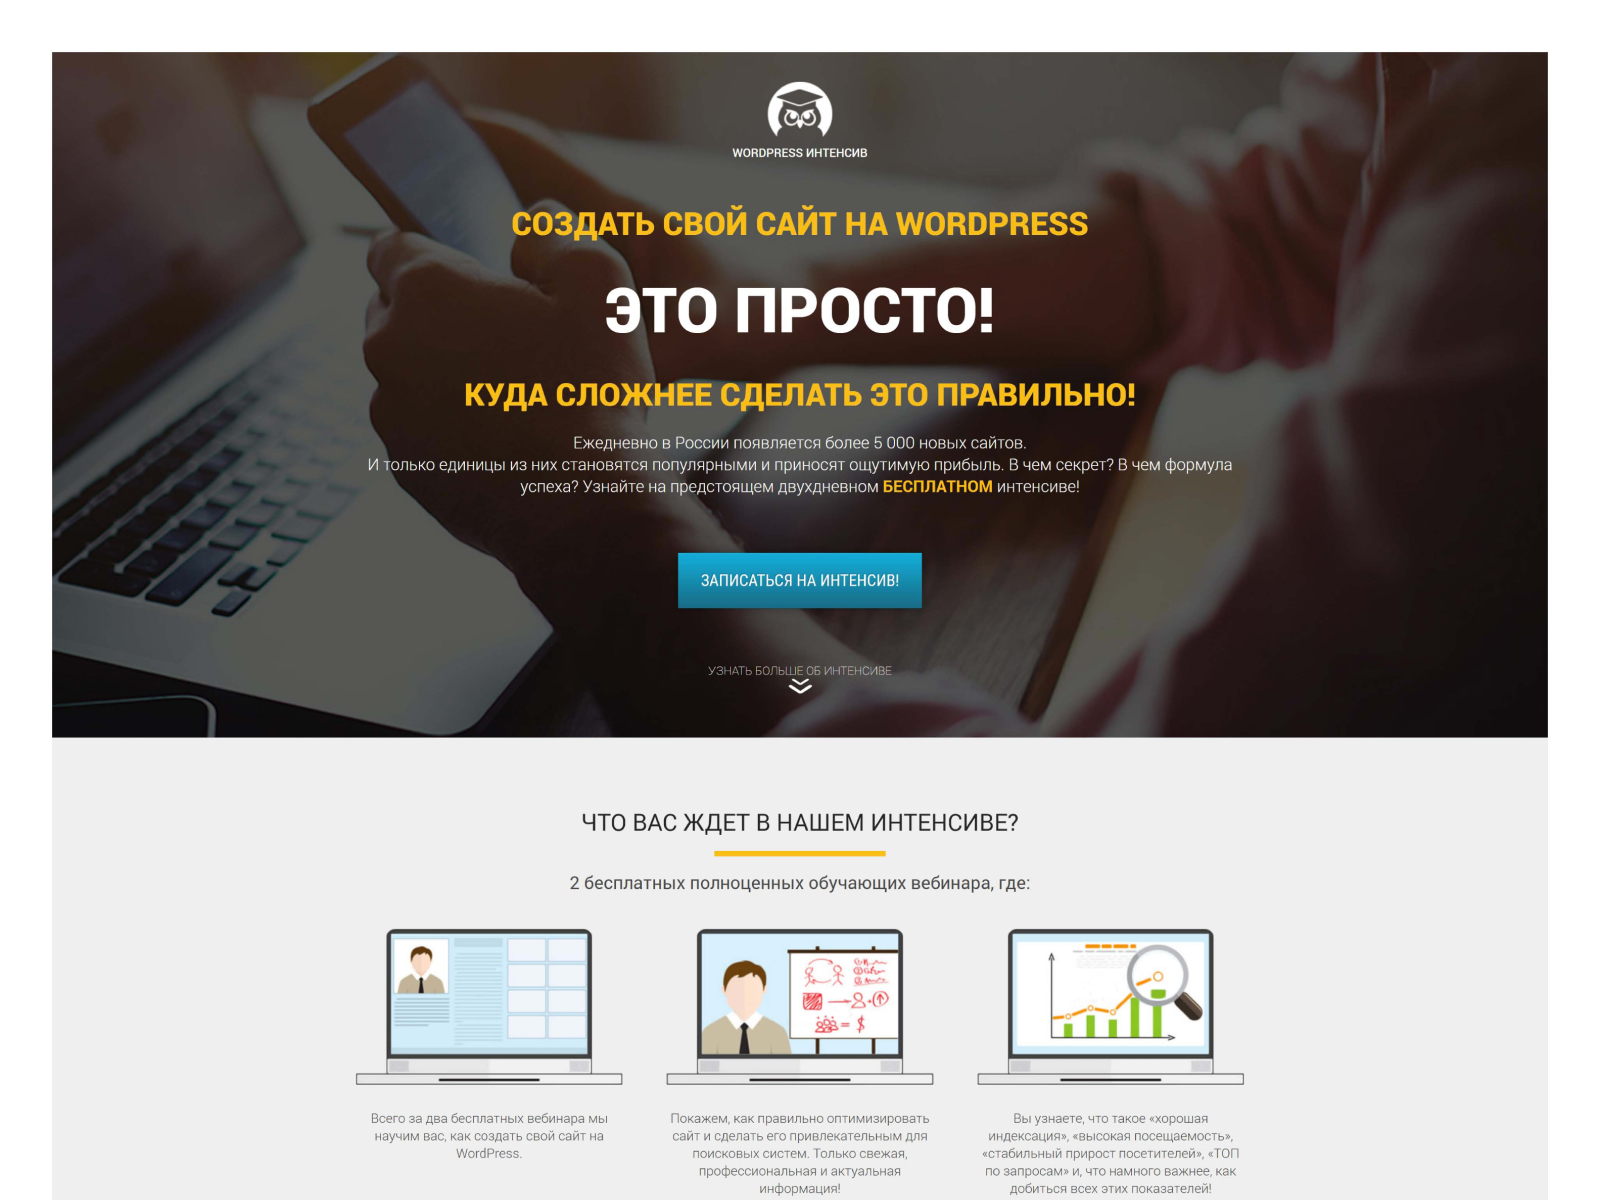 WORDPRESS ИНТЕНСИВ
СОЗДАТЬ СВОЙ САЙТ НА WORDPRESS
ЭТО ПРОСТО!
КУДА СЛОЖНЕЕ СДЕЛАТЬ ЭТО ПРАВИЛЬНО!
Ежедневно в России появляется более 5 000 новых сайтов.
И только единицы из них становятся популярными и приносят ощутимую прибыль. В чем секрет? В чем формула
успеха? Узнайте на предстоящем двухдневном БЕСПЛАТНОМ интенсиве!
ЗАПИСАТЬСЯ НА ИНТЕНСИВ!
УЗНАТЬ БОЛЬШЕ ОБ ИНТЕНСИВЕ
ЧТО ВАС ЖДЕТ В НАШЕМ ИНТЕНСИВЕ?
2 бесплатных полноценных обучающих вебинара, где:
Всего за два бесплатных вебинара мы
научим вас, как создать свой сайт на
WordPress.
Покажем, как правильно оптимизировать
сайт и сделать его привлекательным для
поисковых систем. Только свежая,
профессиональная и актуальная
информация!
Вы узнаете, что такое «хорошая
индексация», «высокая посещаемость»,
«стабильный прирост посетителей», «ТОП
по запросам» и, что намного важнее, как
добиться всех этих показателей!